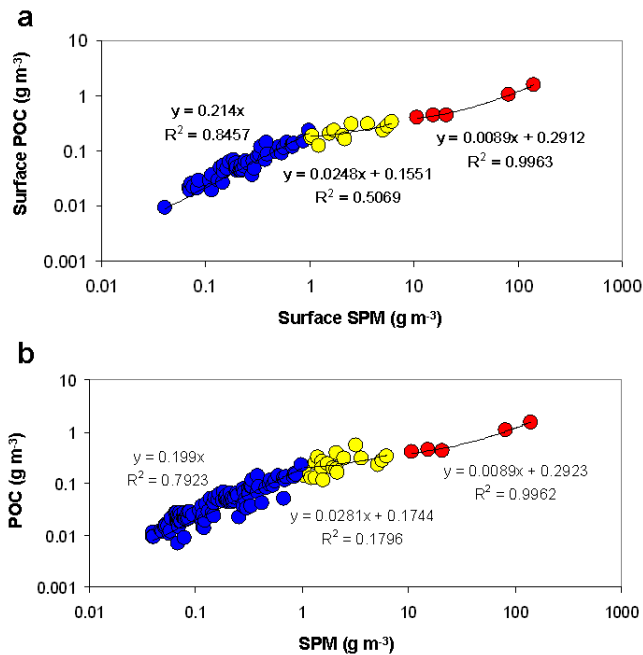 a
10
1
0.1
0.01
0.001
Surface POC (g m⁻³)
y = 0.214x
R² = 0.8457
y = 0.0248x + 0.1551
R² = 0.5069
y = 0.0089x + 0.2912
R² = 0.9963
0.01 0.1 1 10 100 1000
Surface SPM (g m⁻³)
b
10
1
0.1
0.01
0.001
POC (g m⁻³)
y = 0.199x
R² = 0.7923
y = 0.0281x + 0.1744
R² = 0.1796
y = 0.0089x + 0.2923
R² = 0.9962
0.01 0.1 1 10 100 1000
SPM (g m⁻³)